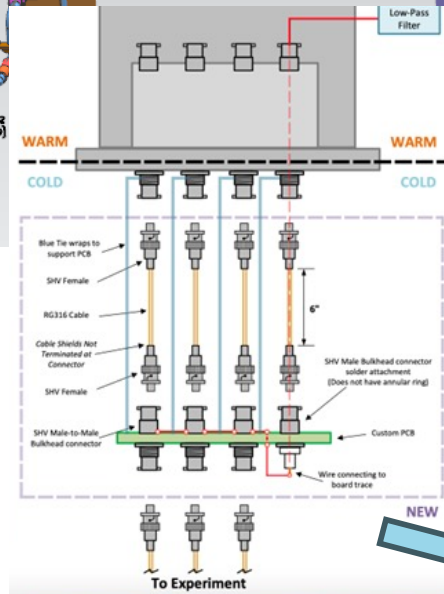 Low-Pass
Filter
WARM
WARM
COLD
COLD
Blue Tie wraps to
support PCB
SHV Female
RG316 Cable
6"
Cable Shields Not
Terminated at
Connector
SHV Female
SHV Male Bulkhead connector
solder attachment
(Does not have annular ring)
SHV Male-to-Male
Bulkhead connector
Custom PCB
Wire connecting to
board trace
NEW
To Experiment